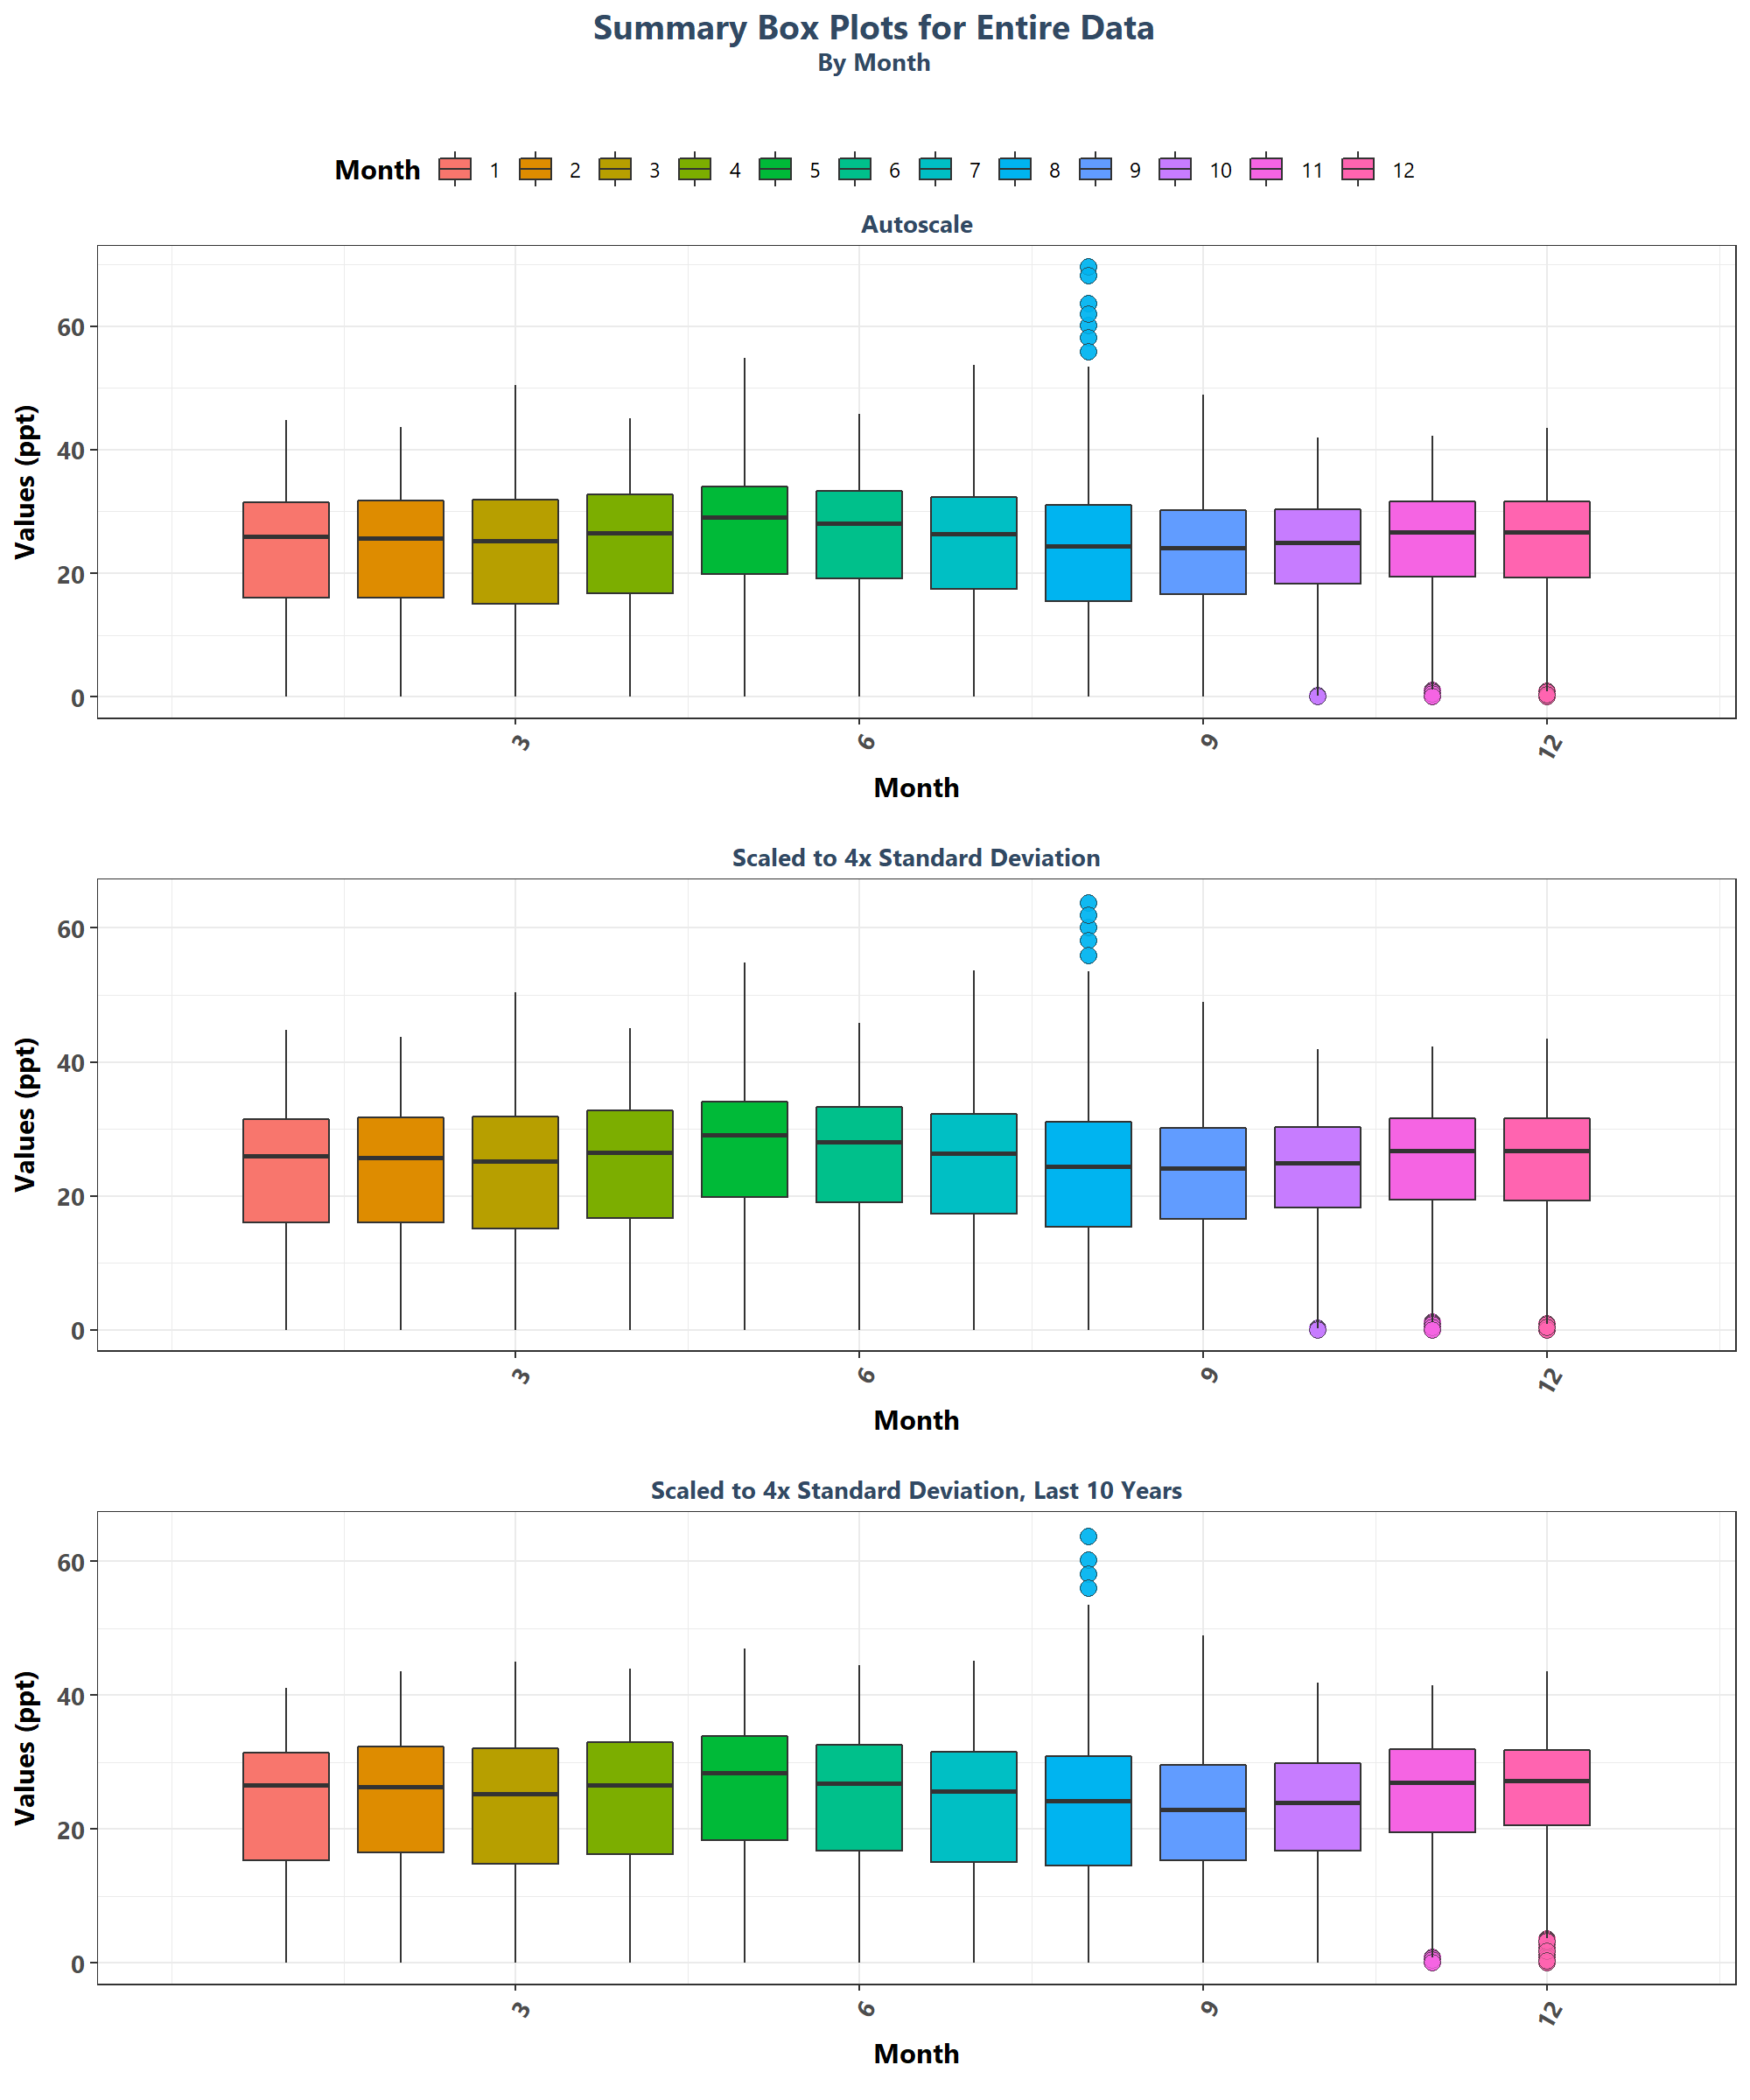 Summary Box Plots for Entire Data
By Month
Month 1 2 3 4 5 6 7 8 9 10 11 12
Autoscale
Values (ppt)
60
40
20
0
3 6 9 12
Month
Scaled to 4x Standard Deviation
Values (ppt)
60
40
20
0
3 6 9 12
Month
Scaled to 4x Standard Deviation, Last 10 Years
Values (ppt)
60
40
20
0
3 6 9 12
Month